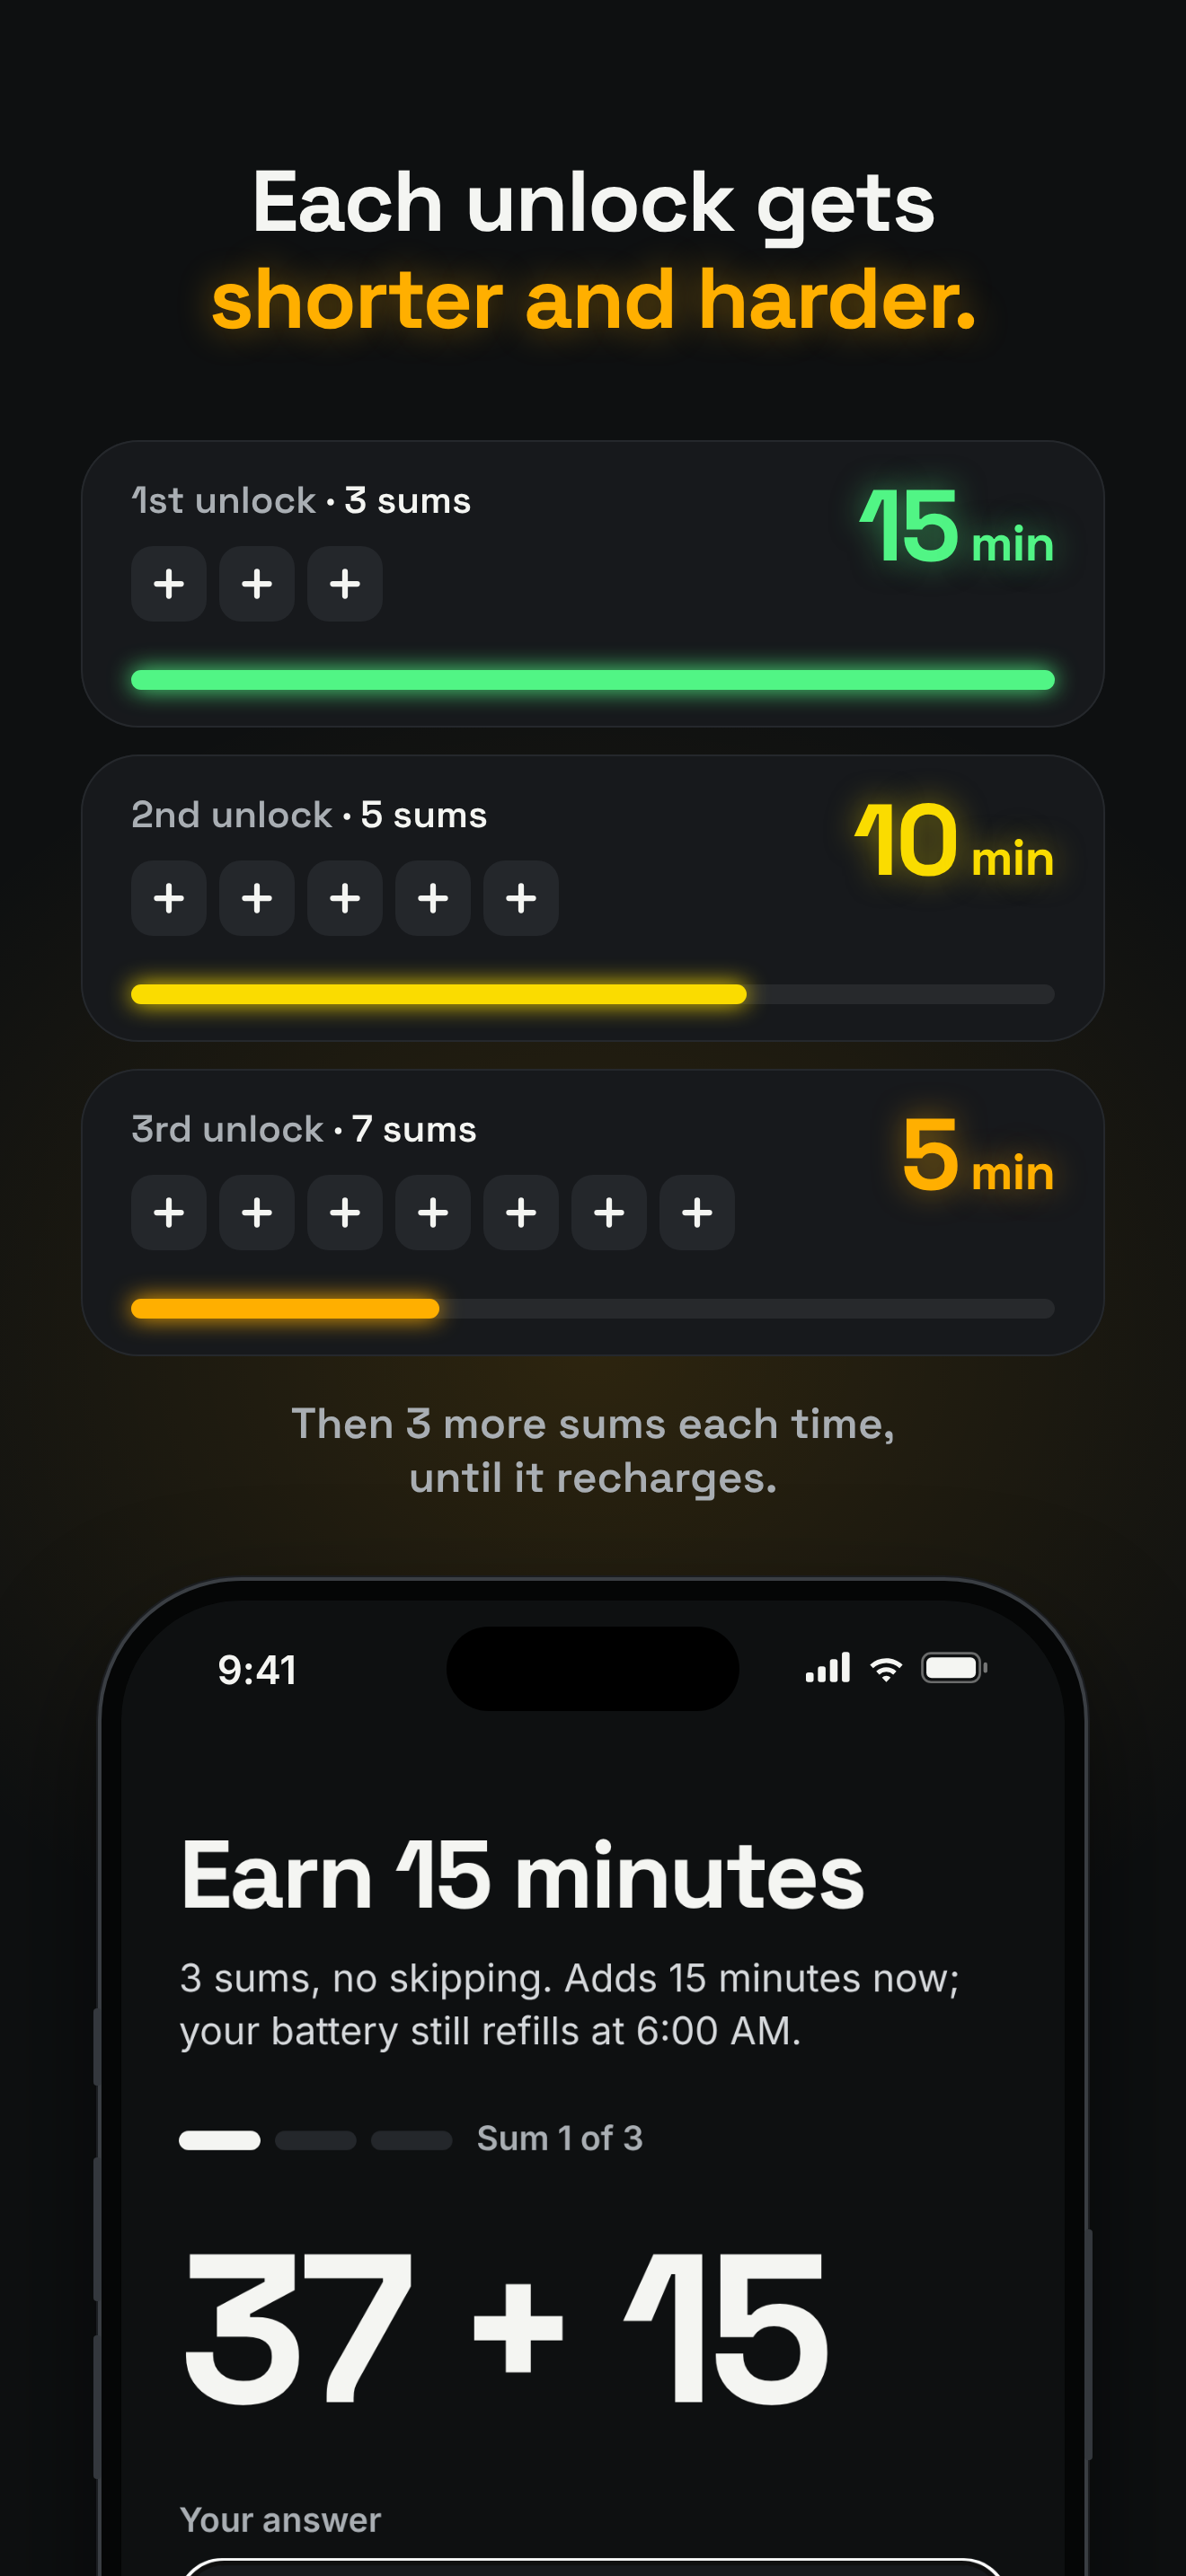 Each unlock gets
shorter and harder.
1st unlock · 3 sums
15 min
+ + +
2nd unlock · 5 sums
10 min
+ + + + +
3rd unlock · 7 sums
5 min
+ + + + + + +
Then 3 more sums each time,
until it recharges.
9:41
Earn 15 minutes
3 sums, no skipping. Adds 15 minutes now;
your battery still refills at 6:00 AM.
Sum 1 of 3
37 + 15
Your answer